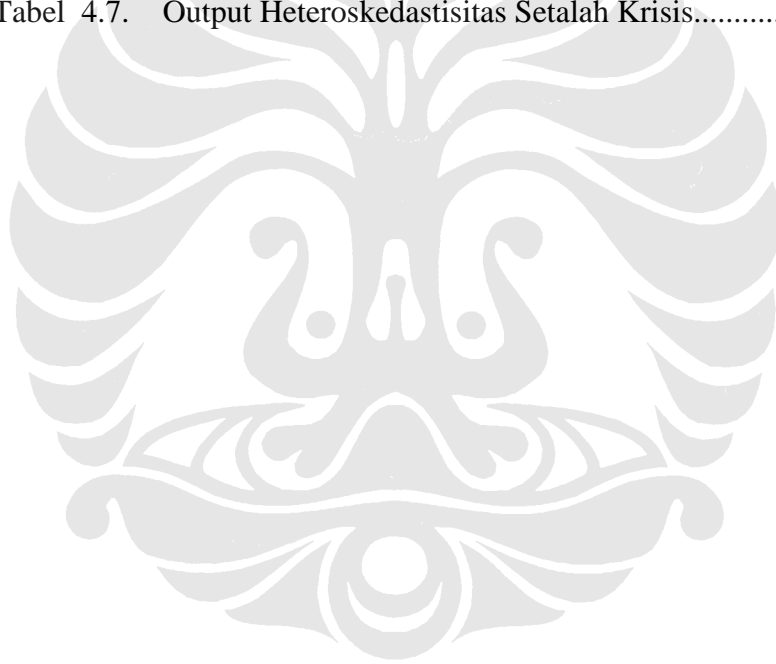 Tabel 4.7. Output Heteroskedastisitas Setalah Krisis...........